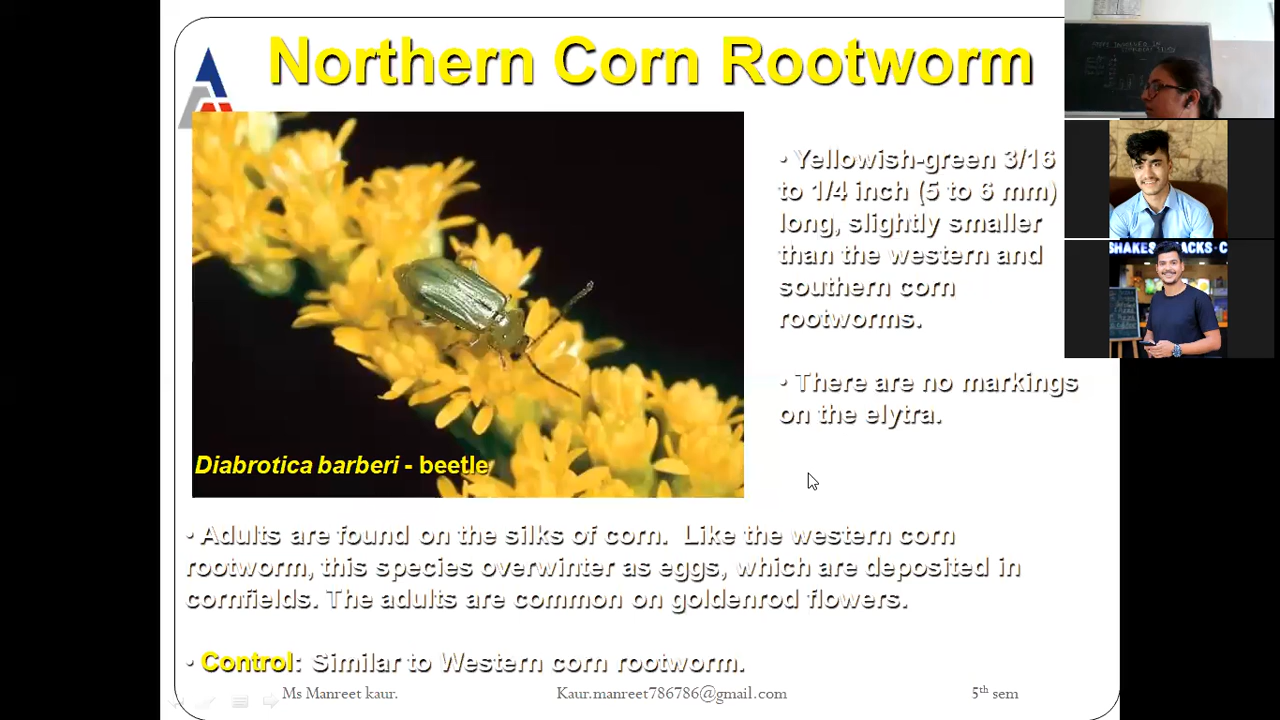 Northern Corn Rootworm
• Yellowish-green 3/16
to 1/4 inch (5 to 6 mm)
long, slightly smaller
than the western and
southern corn
rootworms.
• There are no markings
on the elytra.
Diabrotica barberi - beetle
• Adults are found on the silks of corn. Like the western corn
rootworm, this species overwinter as eggs, which are deposited in
cornfields. The adults are common on goldenrod flowers.
• Control: Similar to Western corn rootworm.
Ms Manreet kaur. Kaur.manreet786786@gmail.com 5th sem